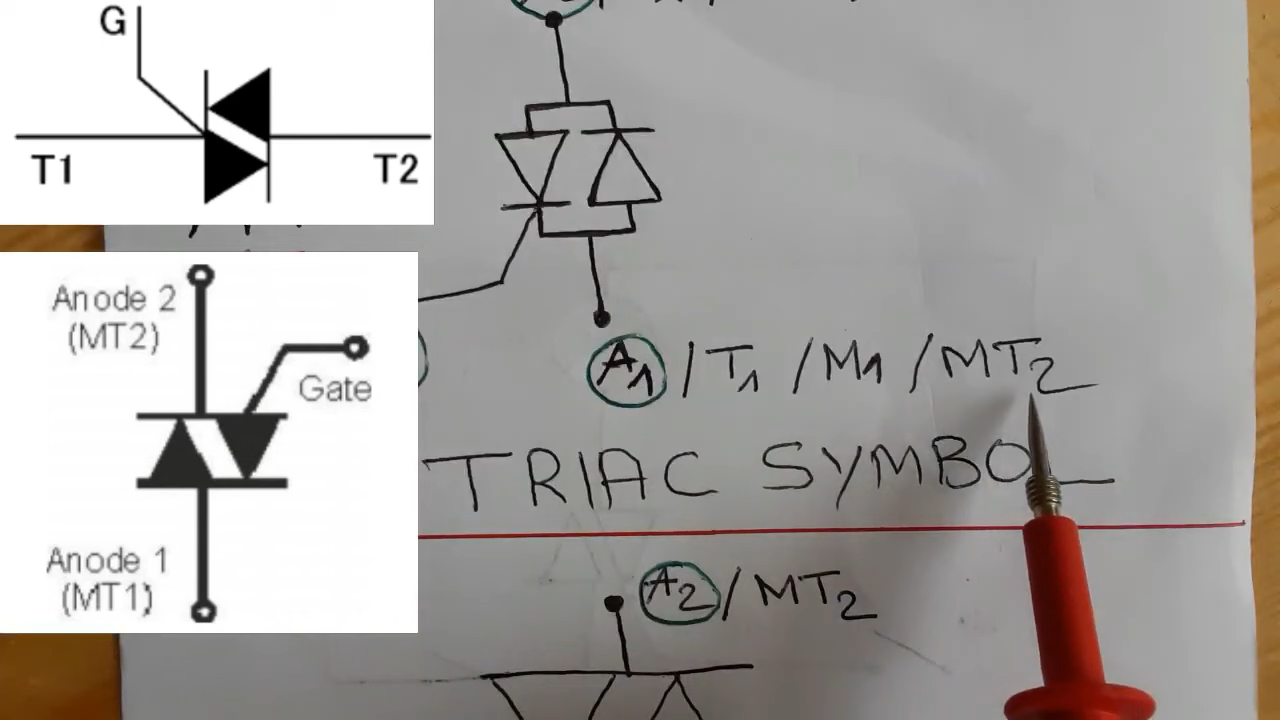 G
T1
T2
Anode 2
(MT2)
Gate
Anode 1
(MT1)
A1 / T1 / M1 / MT2
TRIAC SYMBOL
A2 / MT2